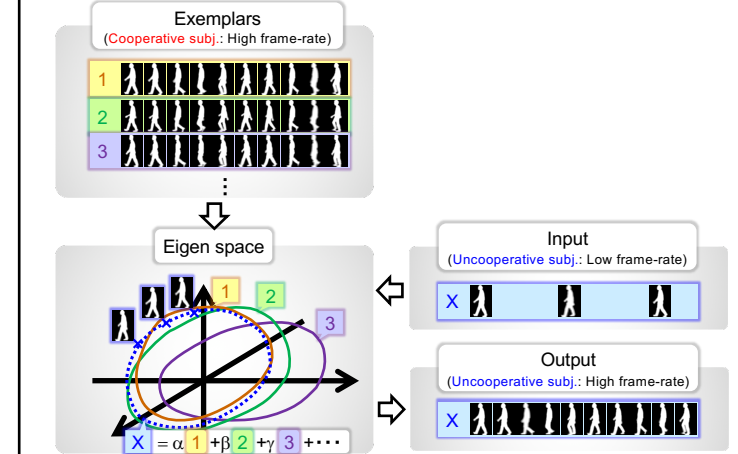 Exemplars
(Cooperative subj.: High frame-rate)
1
2
3
⋮
Eigen space
1
2
3
X = α 1 +β 2 +γ 3 +･･･
Input
(Uncooperative subj.: Low frame-rate)
X
Output
(Uncooperative subj.: High frame-rate)
X